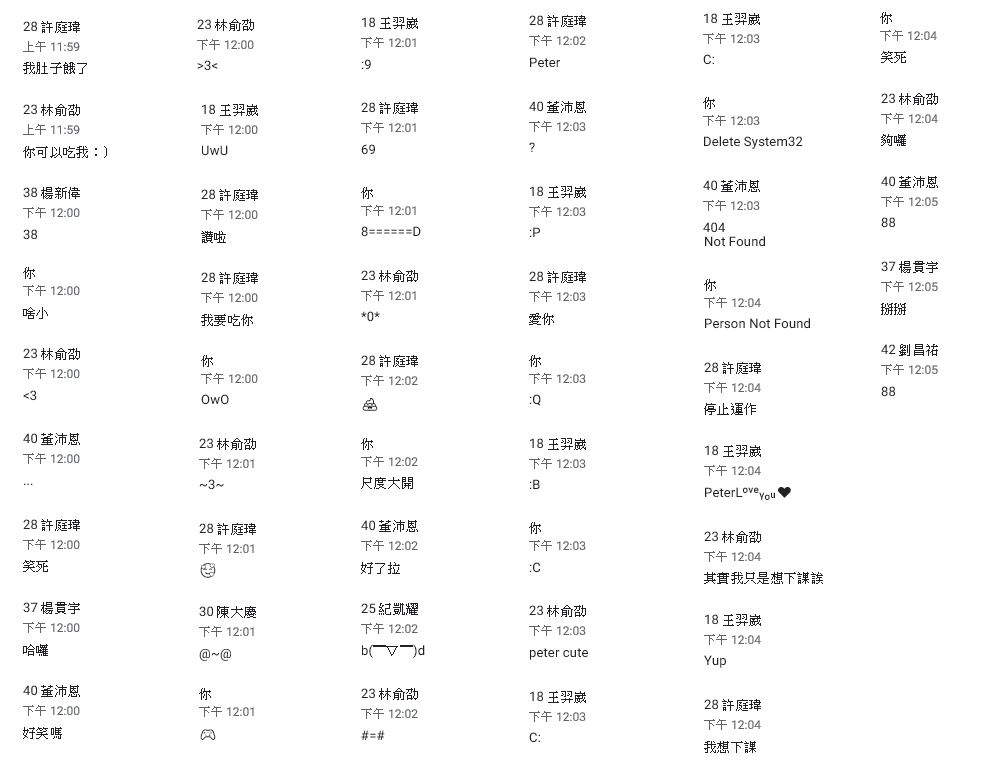 28 許庭瑋
上午 11:59
我肚子餓了
23 林俞劭
上午 11:59
你可以吃我：）
38 楊新偉
下午 12:00
38
你
下午 12:00
啥小
23 林俞劭
下午 12:00
<3
40 董沛恩
下午 12:00
...
28 許庭瑋
下午 12:00
笑死
37 楊貫宇
下午 12:00
哈囉
40 董沛恩
下午 12:00
好笑嗎
23 林俞劭
下午 12:00
>3<
18 王羿崴
下午 12:00
UwU
28 許庭瑋
下午 12:00
讚啦
28 許庭瑋
下午 12:00
我要吃你
你
下午 12:00
OwO
23 林俞劭
下午 12:01
~3~
28 許庭瑋
下午 12:01
30 陳大慶
下午 12:01
@~@
你
下午 12:01
🎮
18 王羿崴
下午 12:01
:9
28 許庭瑋
下午 12:01
69
你
下午 12:01
8======D
23 林俞劭
下午 12:01
*0*
28 許庭瑋
下午 12:02
💩
你
下午 12:02
尺度大開
40 董沛恩
下午 12:02
好了拉
25 紀凱耀
下午 12:02
b(￣▽￣)d
23 林俞劭
下午 12:02
#=#
28 許庭瑋
下午 12:02
Peter
40 董沛恩
下午 12:03
?
18 王羿崴
下午 12:03
:P
28 許庭瑋
下午 12:03
愛你
你
下午 12:03
:Q
18 王羿崴
下午 12:03
:B
你
下午 12:03
:C
23 林俞劭
下午 12:03
peter cute
18 王羿崴
下午 12:03
C:
18 王羿崴
下午 12:03
C:
你
下午 12:03
Delete System32
40 董沛恩
下午 12:03
404
Not Found
你
下午 12:04
Person Not Found
28 許庭瑋
下午 12:04
停止運作
18 王羿崴
下午 12:04
PeterLᵒᵛᵉᵧₒᵤ❤
23 林俞劭
下午 12:04
其實我只是想下課誒
18 王羿崴
下午 12:04
Yup
28 許庭瑋
下午 12:04
我想下課
你
下午 12:04
笑死
23 林俞劭
下午 12:04
夠囉
40 董沛恩
下午 12:05
88
37 楊貫宇
下午 12:05
掰掰
42 劉昌祐
下午 12:05
88